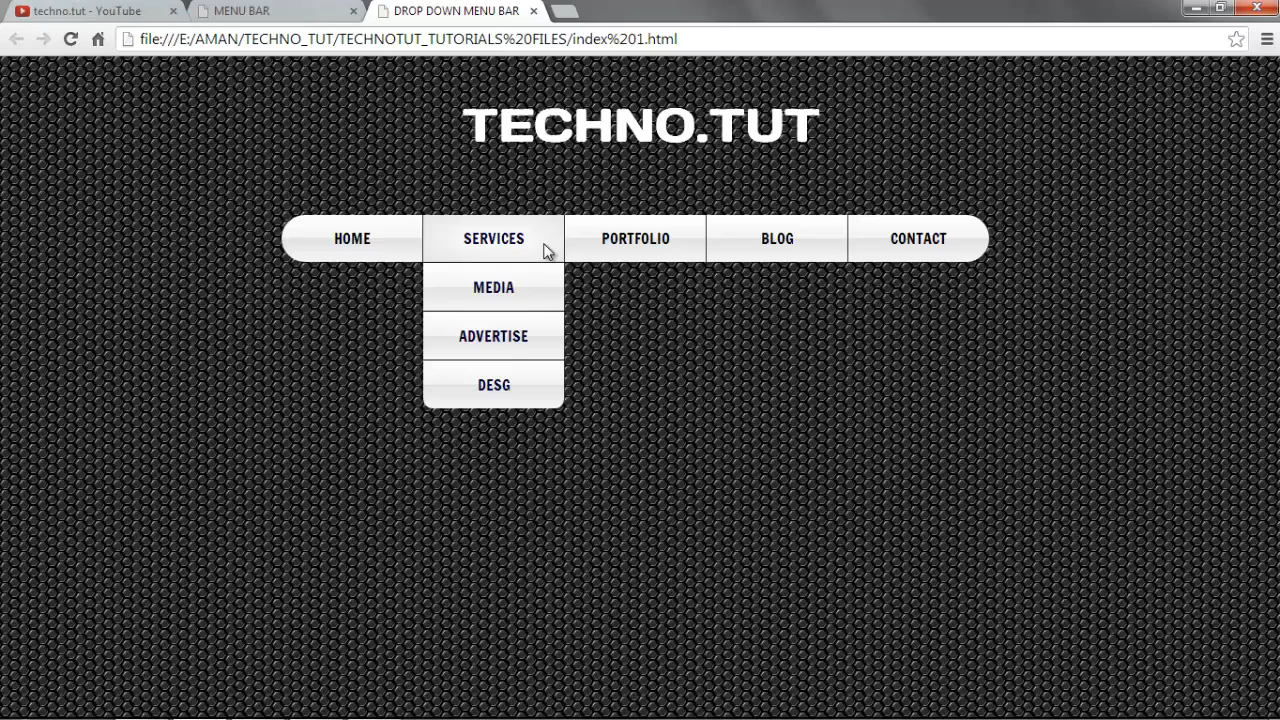 techno.tut - YouTube
MENU BAR
DROP DOWN MENU BAR
file:///E:/AMAN/TECHNO_TUT/TECHNOTUT_TUTORIALS%20FILES/index%201.html
TECHNO.TUT
HOME
SERVICES
PORTFOLIO
BLOG
CONTACT
MEDIA
ADVERTISE
DESG